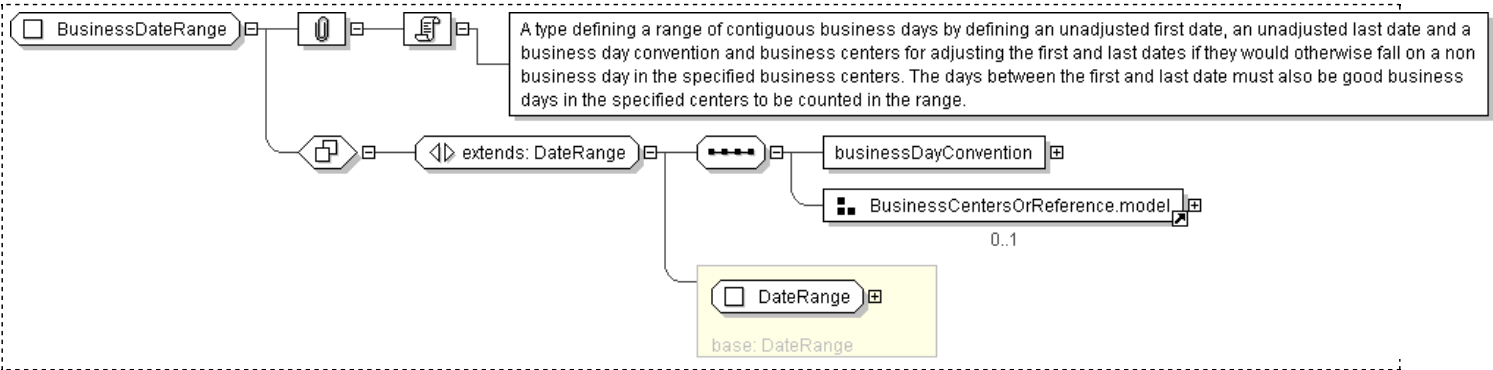 BusinessDateRange
A type defining a range of contiguous business days by defining an unadjusted first date, an unadjusted last date and a
business day convention and business centers for adjusting the first and last dates if they would otherwise fall on a non
business day in the specified business centers. The days between the first and last date must also be good business
days in the specified centers to be counted in the range.
extends: DateRange
businessDayConvention
BusinessCentersOrReference.model
0..1
DateRange
base: DateRange